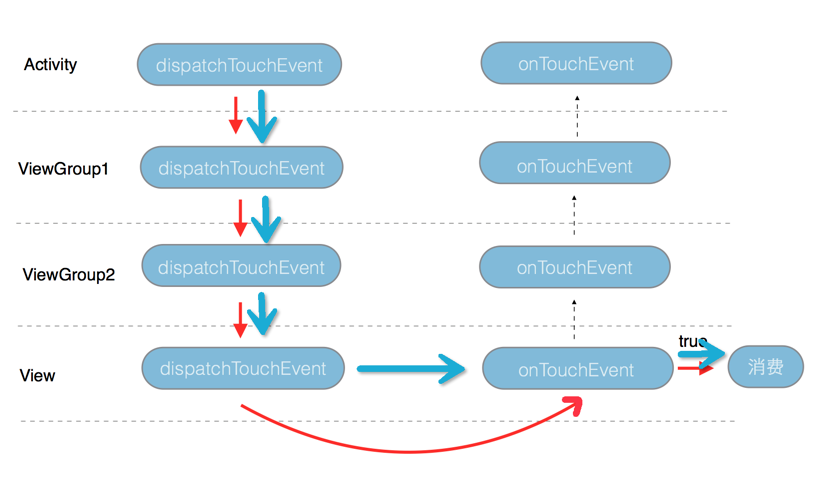 Activity
dispatchTouchEvent
onTouchEvent
ViewGroup1
dispatchTouchEvent
onTouchEvent
ViewGroup2
dispatchTouchEvent
onTouchEvent
View
dispatchTouchEvent
onTouchEvent
true
消费